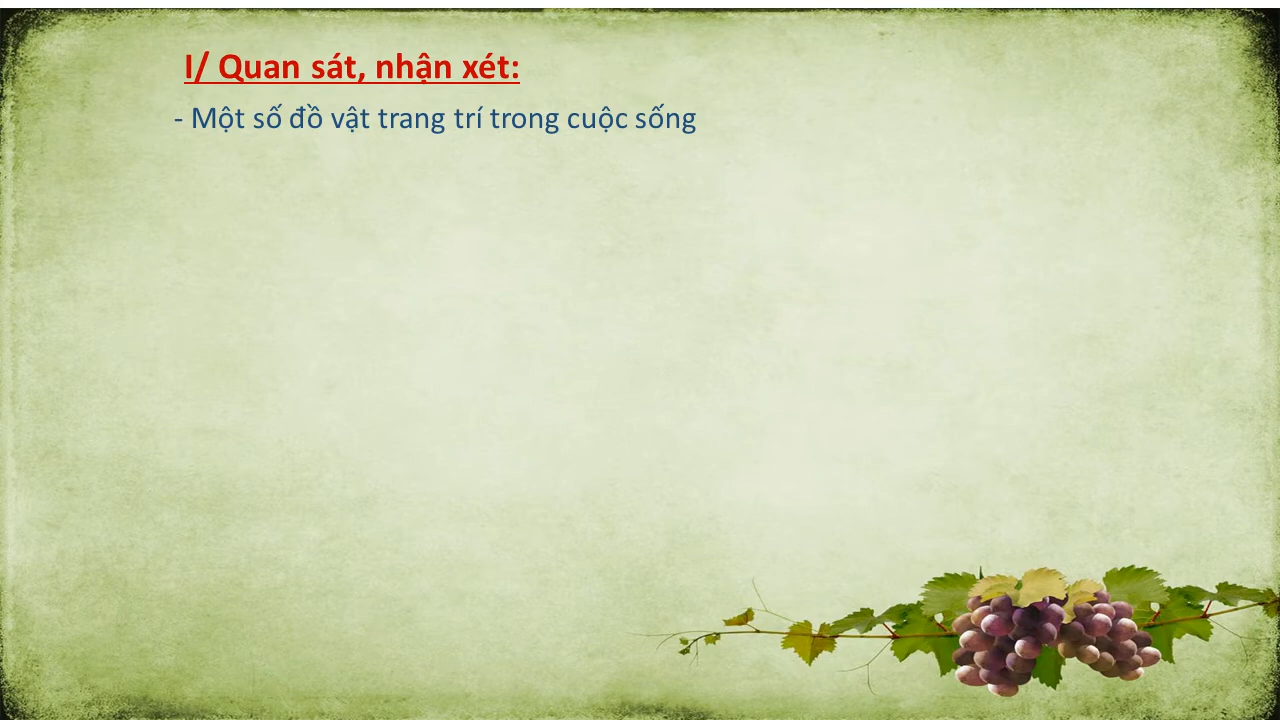 I/ Quan sát, nhận xét:
- Một số đồ vật trang trí trong cuộc sống